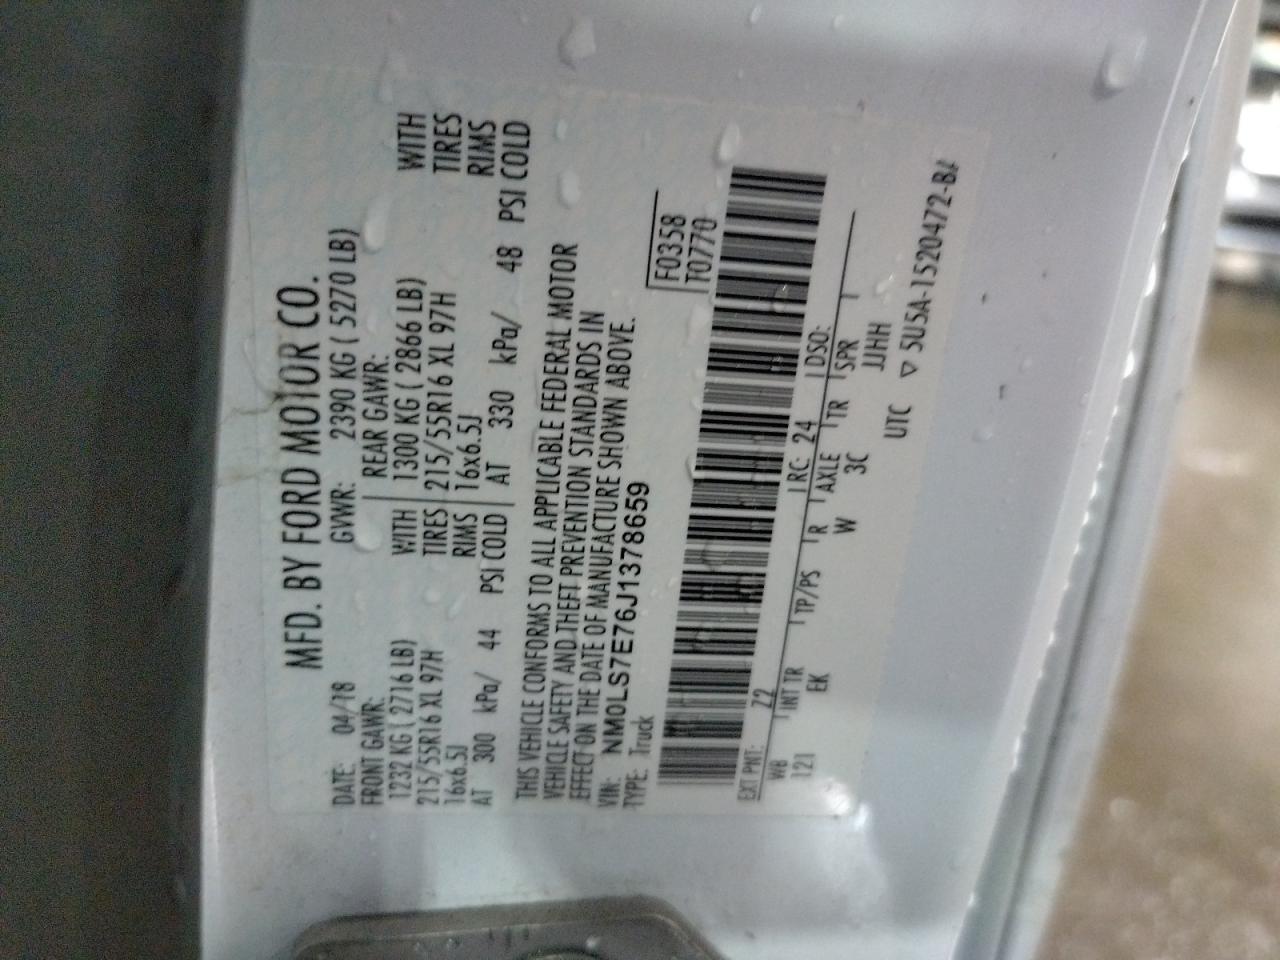 MFD. BY FORD MOTOR CO.
DATE: 04/18 GVWR: 2390 KG ( 5270 LB)
FRONT GAWR: REAR GAWR:
1232 KG ( 2716 LB) WITH 1300 KG ( 2866 LB) WITH
215/55R16 XL 97H TIRES 215/55R16 XL 97H TIRES
16x6.5J RIMS 16x6.5J RIMS
AT 300 kPa/ 44 PSI COLD AT 330 kPa/ 48 PSI COLD
THIS VEHICLE CONFORMS TO ALL APPLICABLE FEDERAL MOTOR
VEHICLE SAFETY AND THEFT PREVENTION STANDARDS IN
EFFECT ON THE DATE OF MANUFACTURE SHOWN ABOVE.
VIN: NM0LS7E76J1378659
TYPE: Truck
F0358
T0770
EXT PNT: Z2 RC: 24 DSO:
WB INT TR TP/PS R AXLE TR SPR
121 EK W 3C JJHH
UTC ▽ 5U5A-1520472-BA